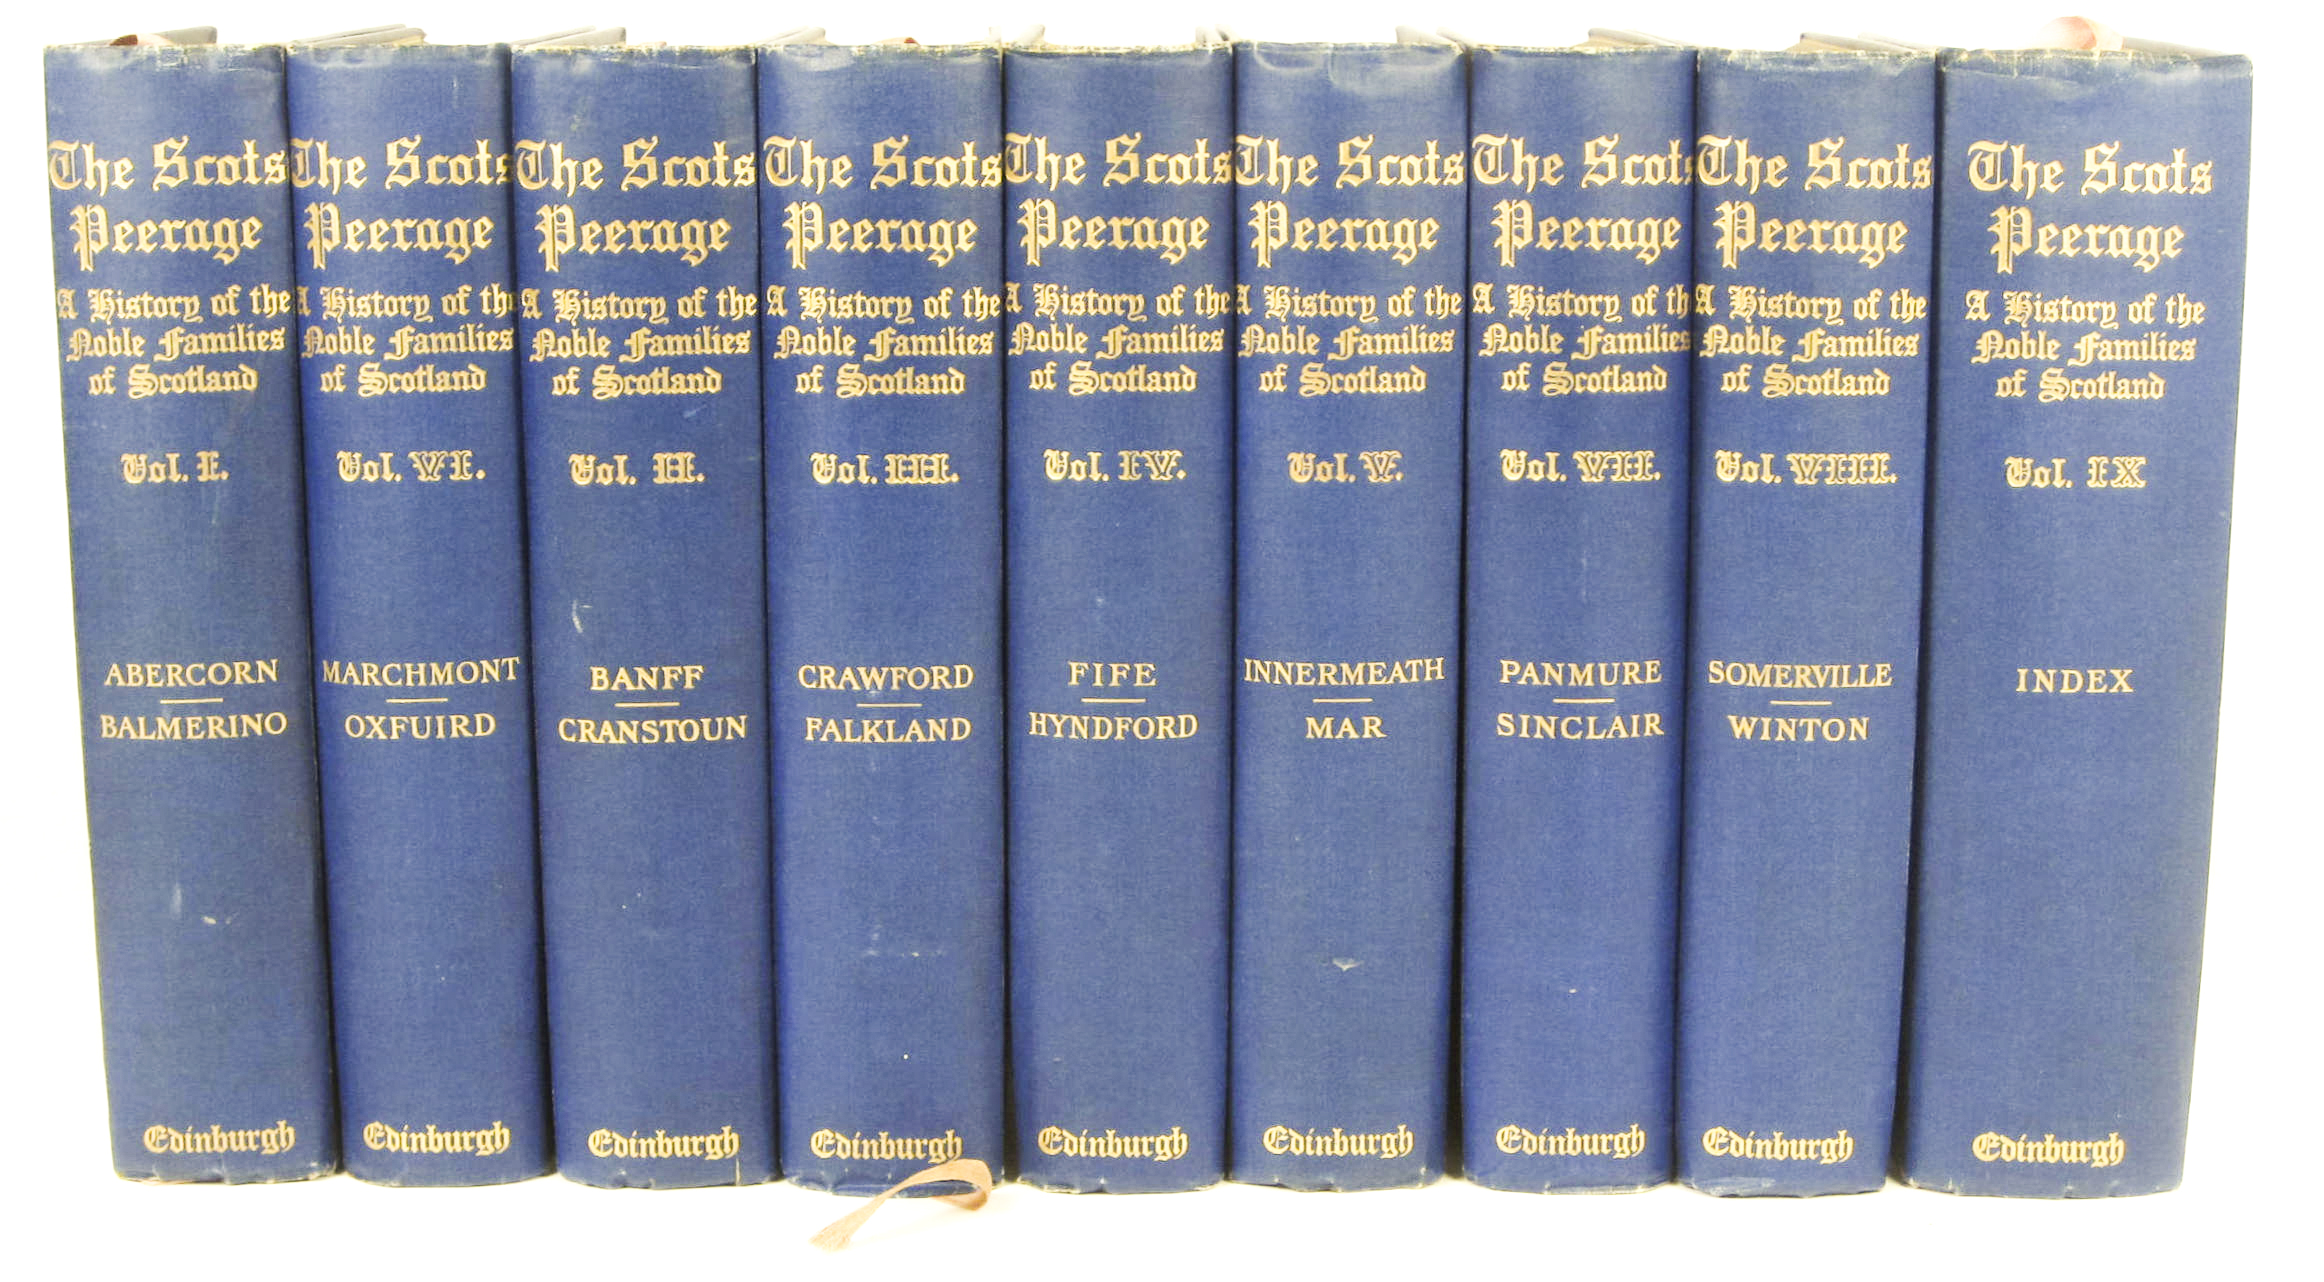 The Scots
Peerage
A History of the
Noble Families
of Scotland
Vol. I.
ABERCORN
BALMERINO
Edinburgh
The Scots
Peerage
A History of the
Noble Families
of Scotland
Vol. VI.
MARCHMONT
OXFUIRD
Edinburgh
The Scots
Peerage
A History of the
Noble Families
of Scotland
Vol. II.
BANFF
CRANSTOUN
Edinburgh
The Scots
Peerage
A History of the
Noble Families
of Scotland
Vol. III.
CRAWFORD
FALKLAND
Edinburgh
The Scots
Peerage
A History of the
Noble Families
of Scotland
Vol. IV.
FIFE
HYNDFORD
Edinburgh
The Scots
Peerage
A History of the
Noble Families
of Scotland
Vol. V.
INNERMEATH
MAR
Edinburgh
The Scots
Peerage
A History of the
Noble Families
of Scotland
Vol. VII.
PANMURE
SINCLAIR
Edinburgh
The Scots
Peerage
A History of the
Noble Families
of Scotland
Vol. VIII.
SOMERVILLE
WINTON
Edinburgh
The Scots
Peerage
A History of the
Noble Families
of Scotland
Vol. IX
INDEX
Edinburgh